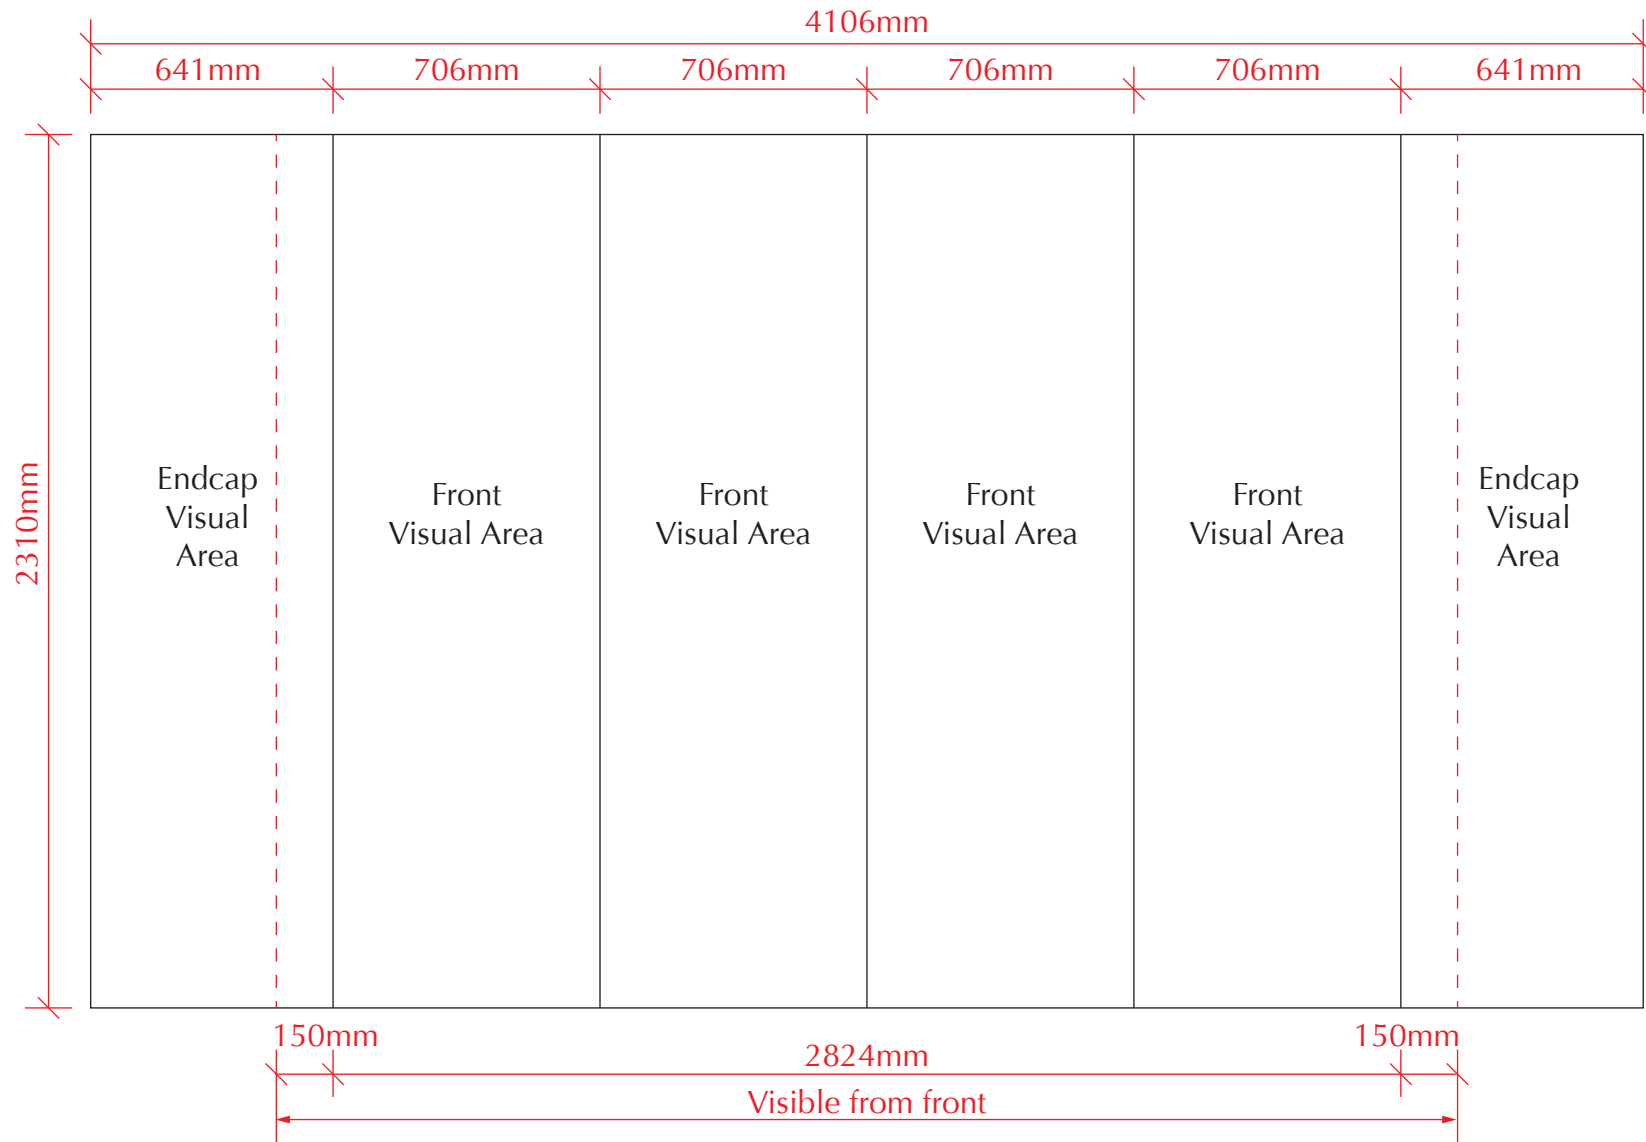 4106mm
641mm 706mm 706mm 706mm 706mm 641mm
2310mm
Endcap
Visual
Area
Front
Visual Area
Front
Visual Area
Front
Visual Area
Front
Visual Area
Endcap
Visual
Area
150mm 2824mm 150mm
Visible from front